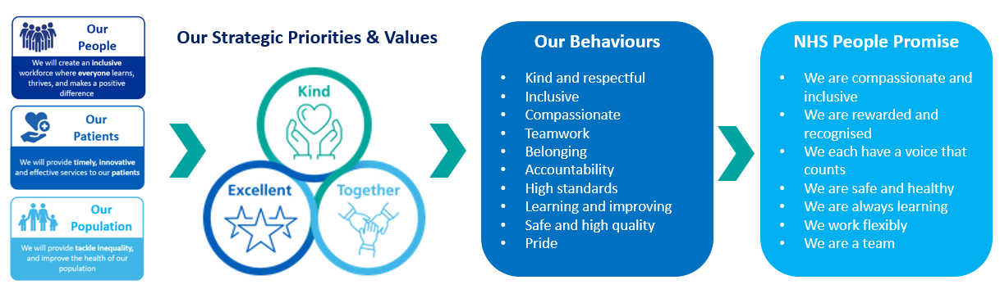 Our
People
We will create an inclusive
workforce where everyone learns,
thrives, and makes a positive
difference
Our
Patients
We will provide timely, innovative
and effective services to our patients
Our
Population
We will provide tackle inequality,
and improve the health of our
population
Our Strategic Priorities & Values
Kind
Excellent
Together
Our Behaviours
• Kind and respectful
• Inclusive
• Compassionate
• Teamwork
• Belonging
• Accountability
• High standards
• Learning and improving
• Safe and high quality
• Pride
NHS People Promise
• We are compassionate and
inclusive
• We are rewarded and
recognised
• We each have a voice that
counts
• We are safe and healthy
• We are always learning
• We work flexibly
• We are a team